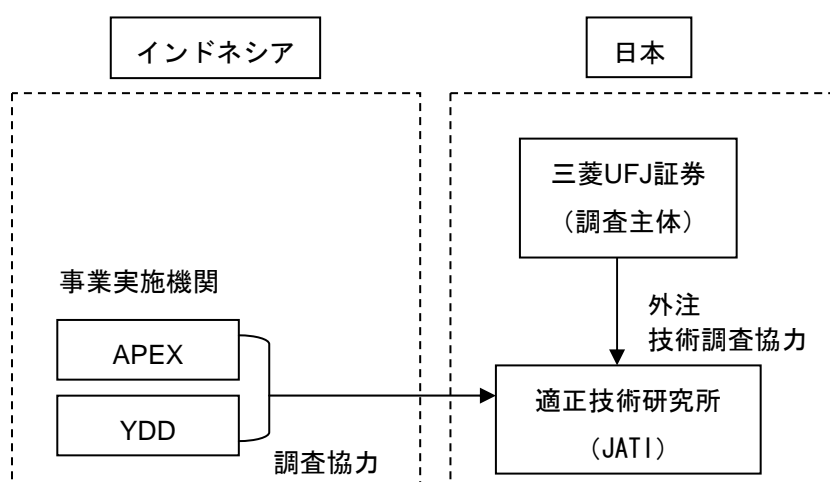 インドネシア
日本
三菱UFJ証券
（調査主体）
事業実施機関
外注
技術調査協力
APEX
YDD
調査協力
適正技術研究所
（JATI）